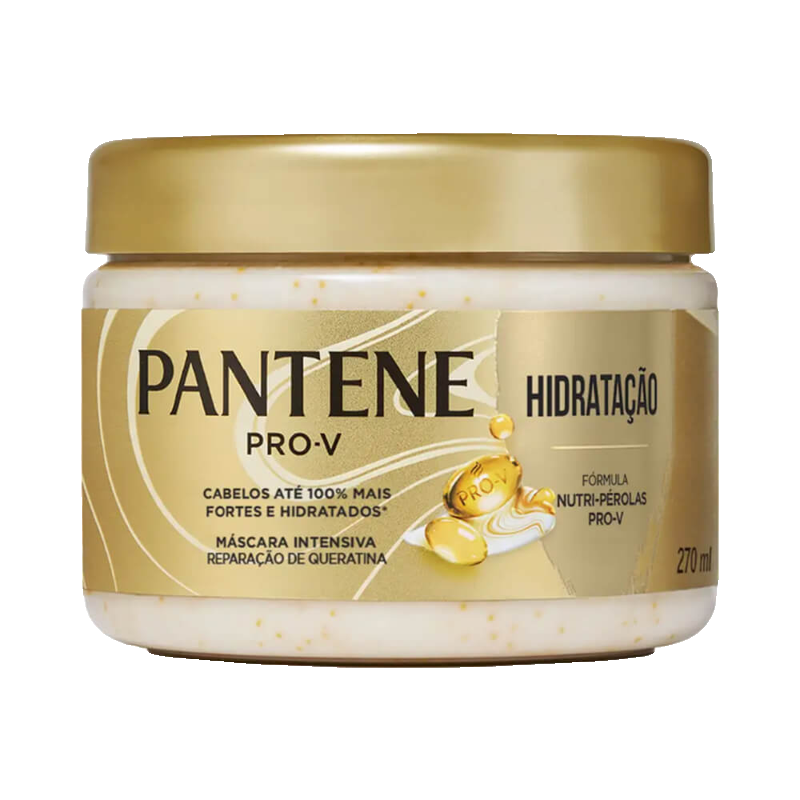 PANTENE
PRO-V
CABELOS ATÉ 100% MAIS
FORTES E HIDRATADOS*
MÁSCARA INTENSIVA
REPARAÇÃO DE QUERATINA
PRO-V
HIDRATAÇÃO
FÓRMULA
NUTRI-PÉROLAS
PRO-V
270 ml